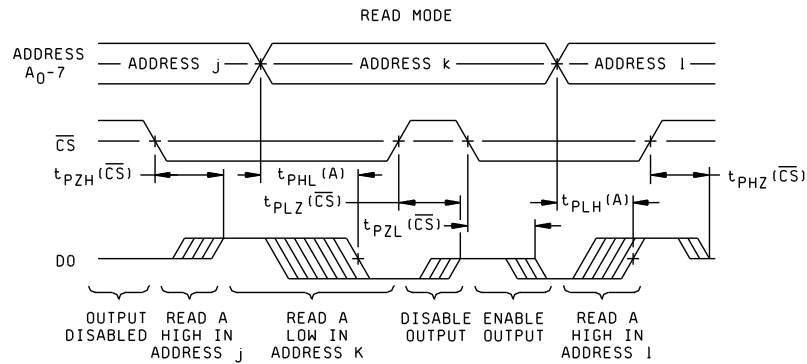 READ MODE
ADDRESS
A0-7
ADDRESS j
ADDRESS k
ADDRESS l
CS
tPZH(CS)
tPHL(A)
tPLZ(CS)
tPZL(CS)
tPLH(A)
tPHZ(CS)
DO
OUTPUT
DISABLED
READ A
HIGH IN
ADDRESS j
READ A
LOW IN
ADDRESS K
DISABLE
OUTPUT
ENABLE
OUTPUT
READ A
HIGH IN
ADDRESS l